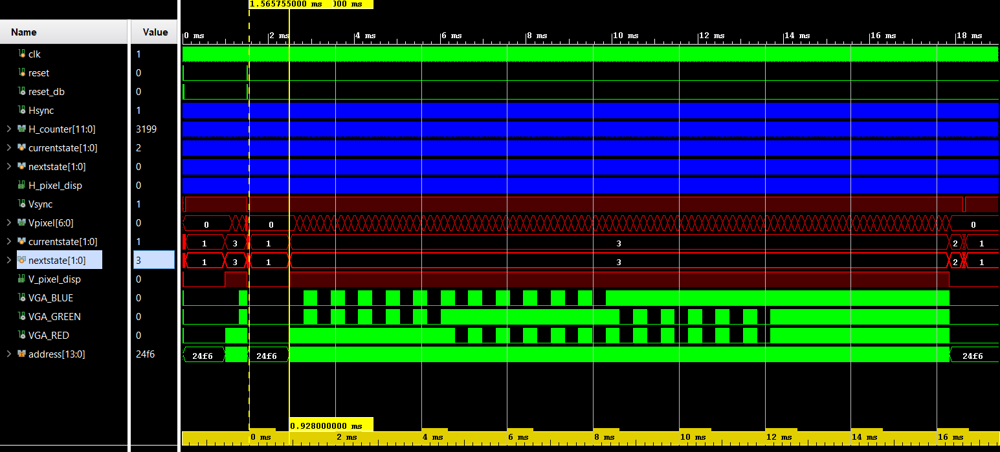 1.565755000 ms 000 ms
Name Value
0 ms 2 ms 4 ms 6 ms 8 ms 10 ms 12 ms 14 ms 16 ms 18 ms
clk 1
reset 0
reset_db 0
Hsync 1
H_counter[11:0] 3199
currentstate[1:0] 2
nextstate[1:0] 0
H_pixel_disp 0
Vsync 1
Vpixel[6:0] 0 0 0 0
currentstate[1:0] 1 1 3 1 3 2 1
nextstate[1:0] 3 1 3 1 3 2 1
V_pixel_disp 0
VGA_BLUE 0
VGA_GREEN 0
VGA_RED 0
address[13:0] 24f6 24f6 24f6 24f6
0.928000000 ms
0 ms 2 ms 4 ms 6 ms 8 ms 10 ms 12 ms 14 ms 16 ms